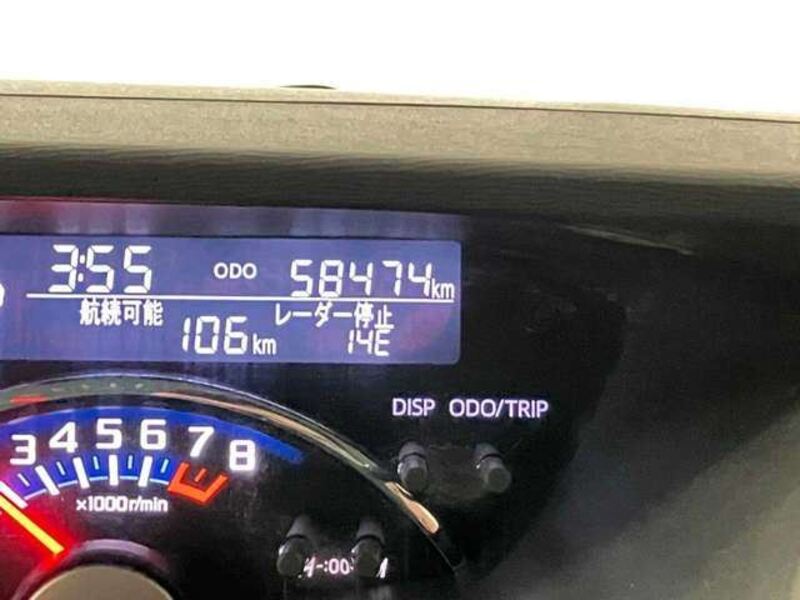 3:55 ODO 58474km
航続可能 レーダー停止
106km 14E
DISP ODO/TRIP
3 4 5 6 7 8
×1000r/min